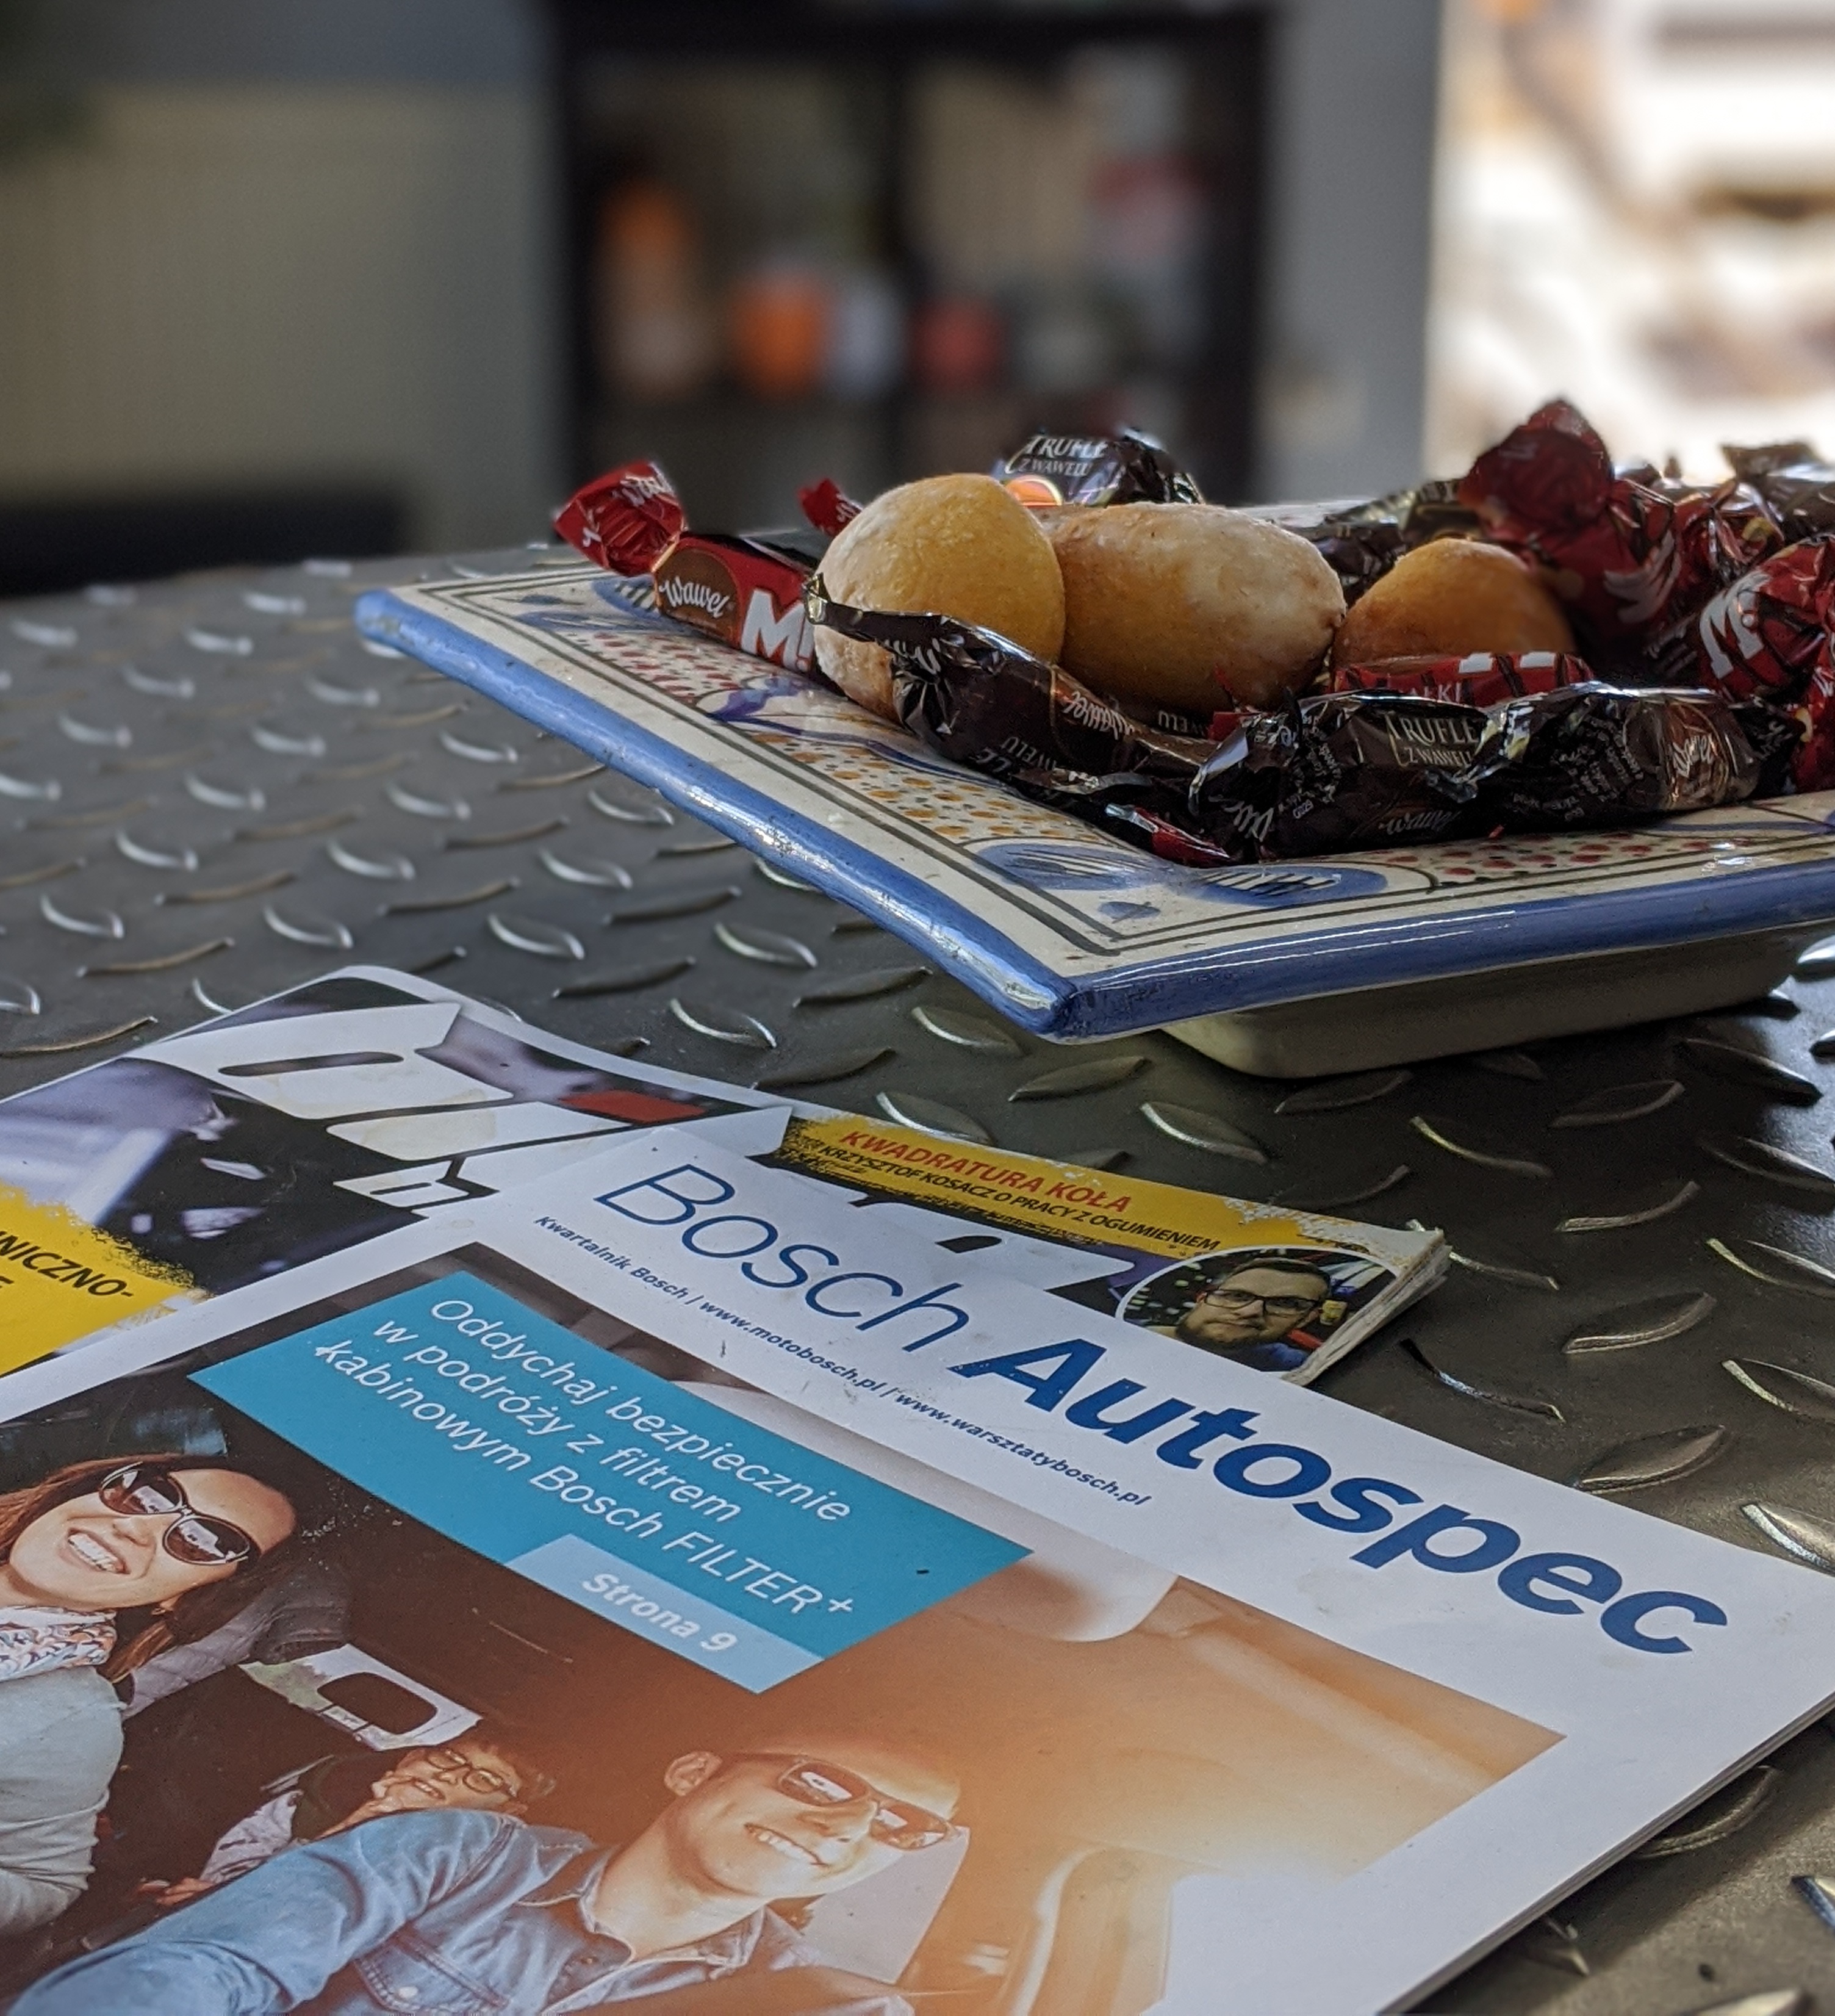 TRUFLE
Z WAWELU
Wawel
Wawel
TRUFLE
Z WAWELU
Wawel
Wawel
KWADRATURA KOŁA
KRZYSZTOF KOSACZ O PRACY Z OGUMIENIEM
Bosch Autospec
Kwartalnik Bosch | www.motobosch.pl | www.warsztatybosch.pl
Oddychaj bezpiecznie
w podróży z filtrem
kabinowym Bosch FILTER+
Strona 9